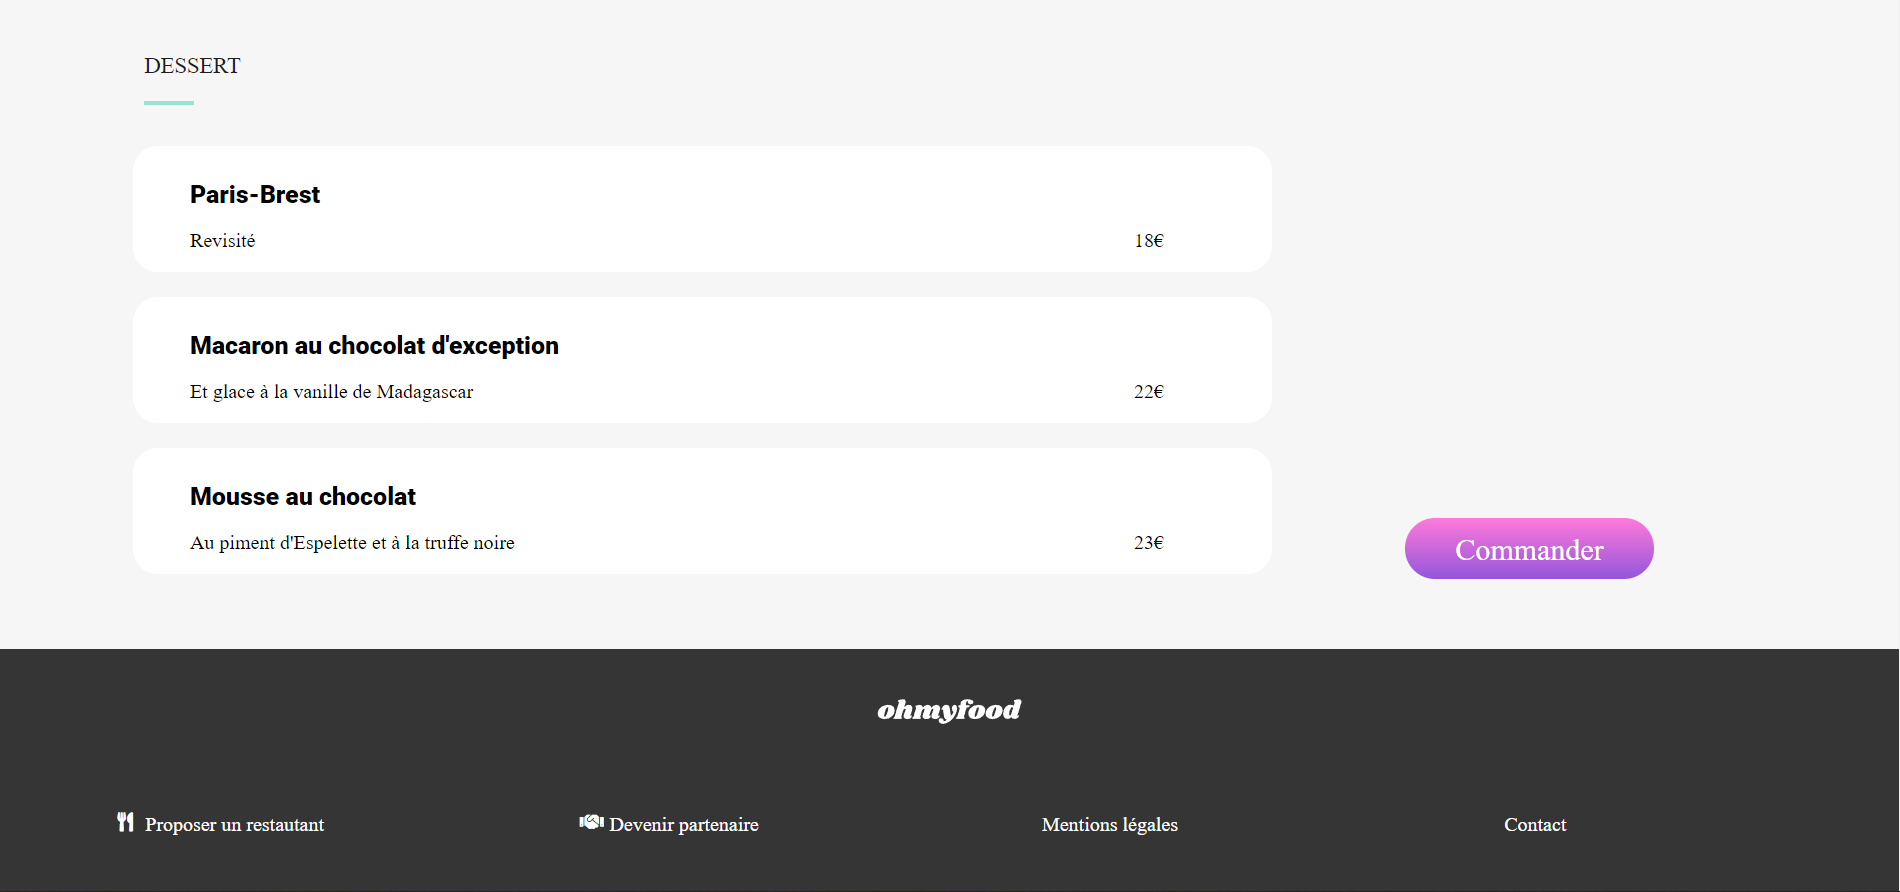 DESSERT
Paris-Brest
Revisité
18€
Macaron au chocolat d'exception
Et glace à la vanille de Madagascar
22€
Mousse au chocolat
Au piment d'Espelette et à la truffe noire
23€
Commander
ohmyfood
Proposer un restautant
Devenir partenaire
Mentions légales
Contact